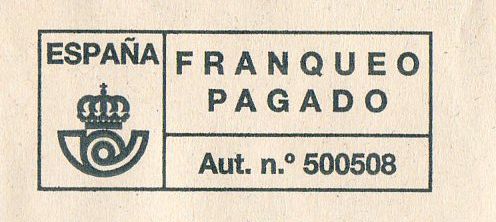 ESPAÑA
FRANQUEO
PAGADO
Aut. n.º 500508